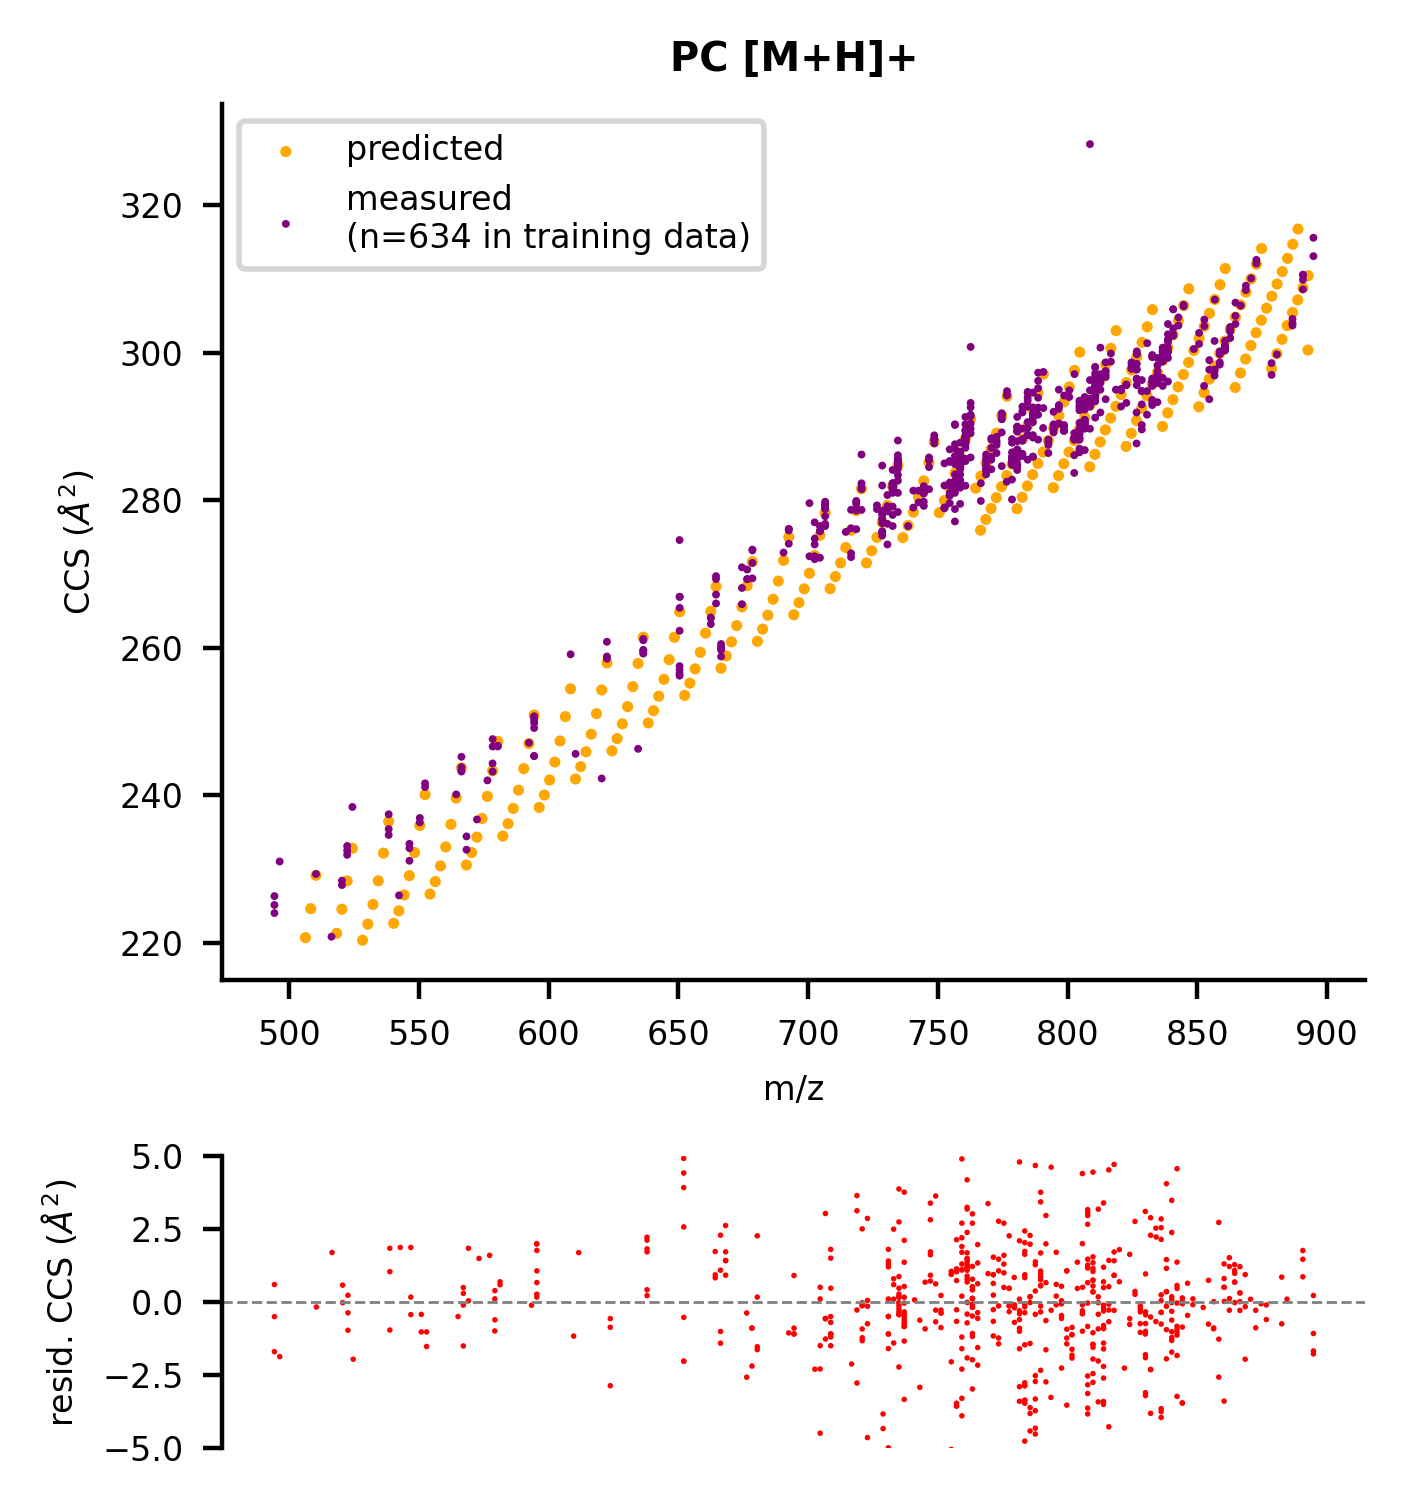 PC [M+H]+
predicted
measured
(n=634 in training data)
320
300
280
260
240
220
CCS (Å²)
500 550 600 650 700 750 800 850 900
m/z
5.0
2.5
0.0
−2.5
−5.0
resid. CCS (Å²)